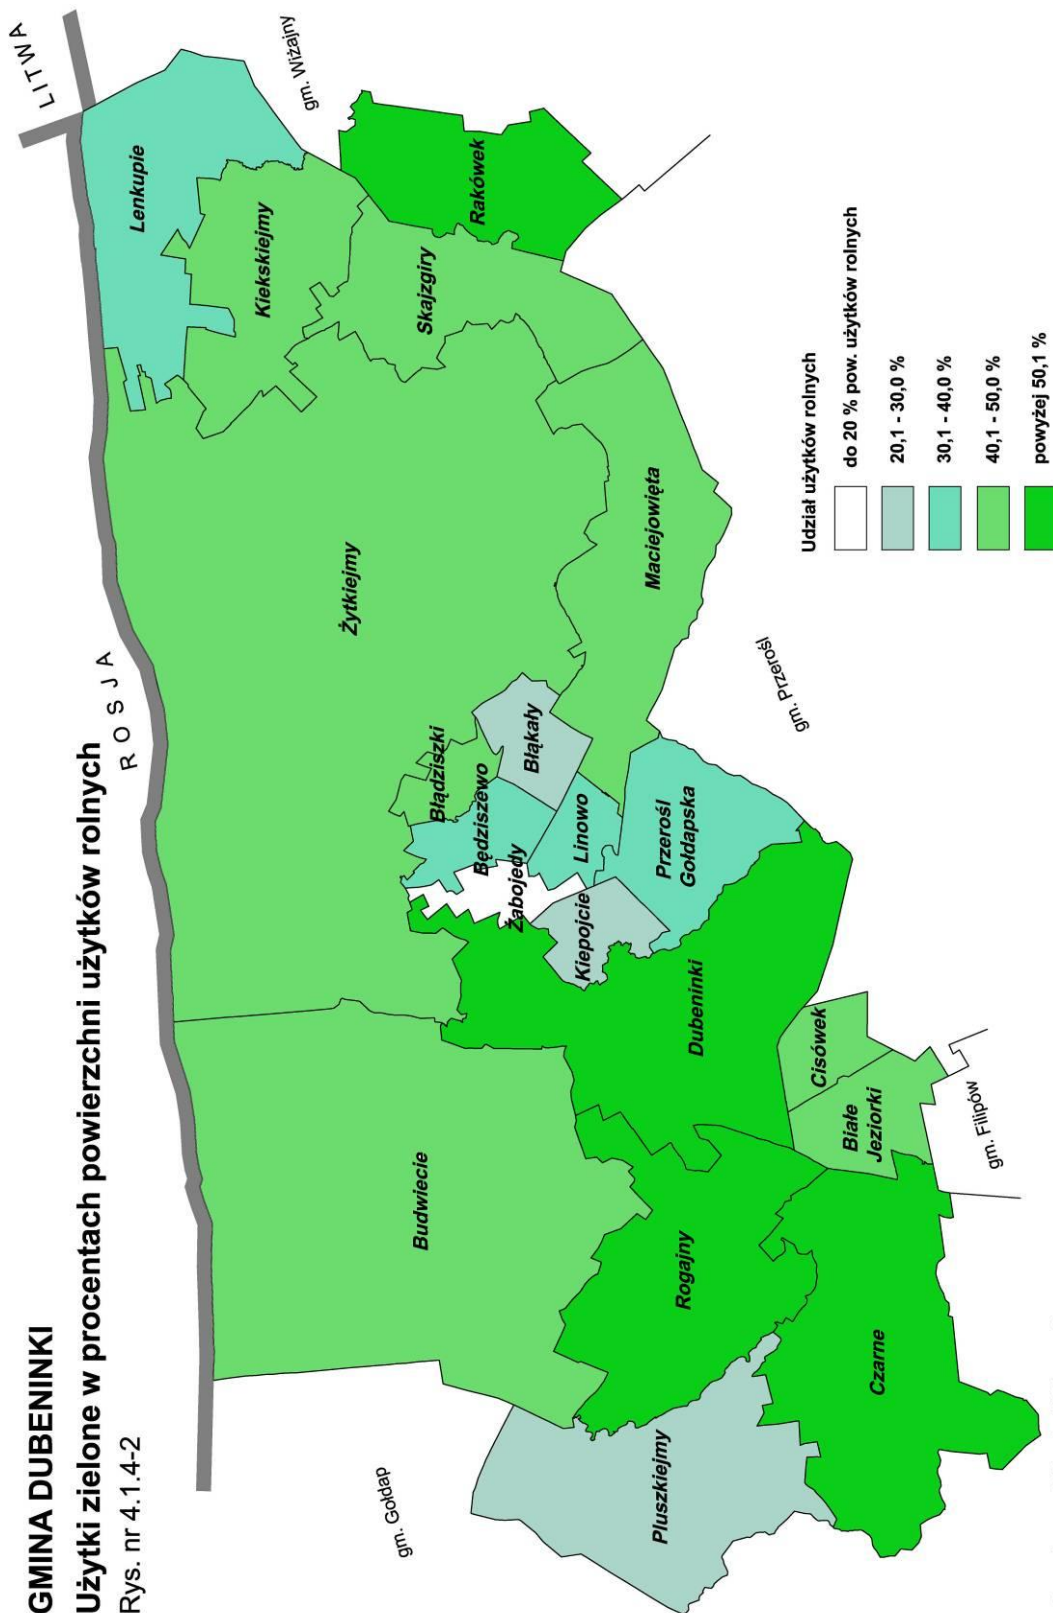 GMINA DUBENINKI
Użytki zielone w procentach powierzchni użytków rolnych
Rys. nr 4.1.4-2
LITWA
ROSJA
gm. Wiżajny
gm. Gołdap
Lenkupie
Kiekskiejmy
Rakówek
Skajzgiry
Żytkiejmy
Maciejowięta
Budwiecie
Błądziszki
Będziszewo
Błąkały
Żabojedy
Linowo
Kiepojcie
Przerośl
Gołdapska
Dubeninki
Rogajny
Pluszkiejmy
Cisówek
Białe
Jeziorki
Czarne
gm. Przerośl
gm. Filipów
Udział użytków rolnych
do 20 % pow. użytków rolnych
20,1 - 30,0 %
30,1 - 40,0 %
40,1 - 50,0 %
powyżej 50,1 %